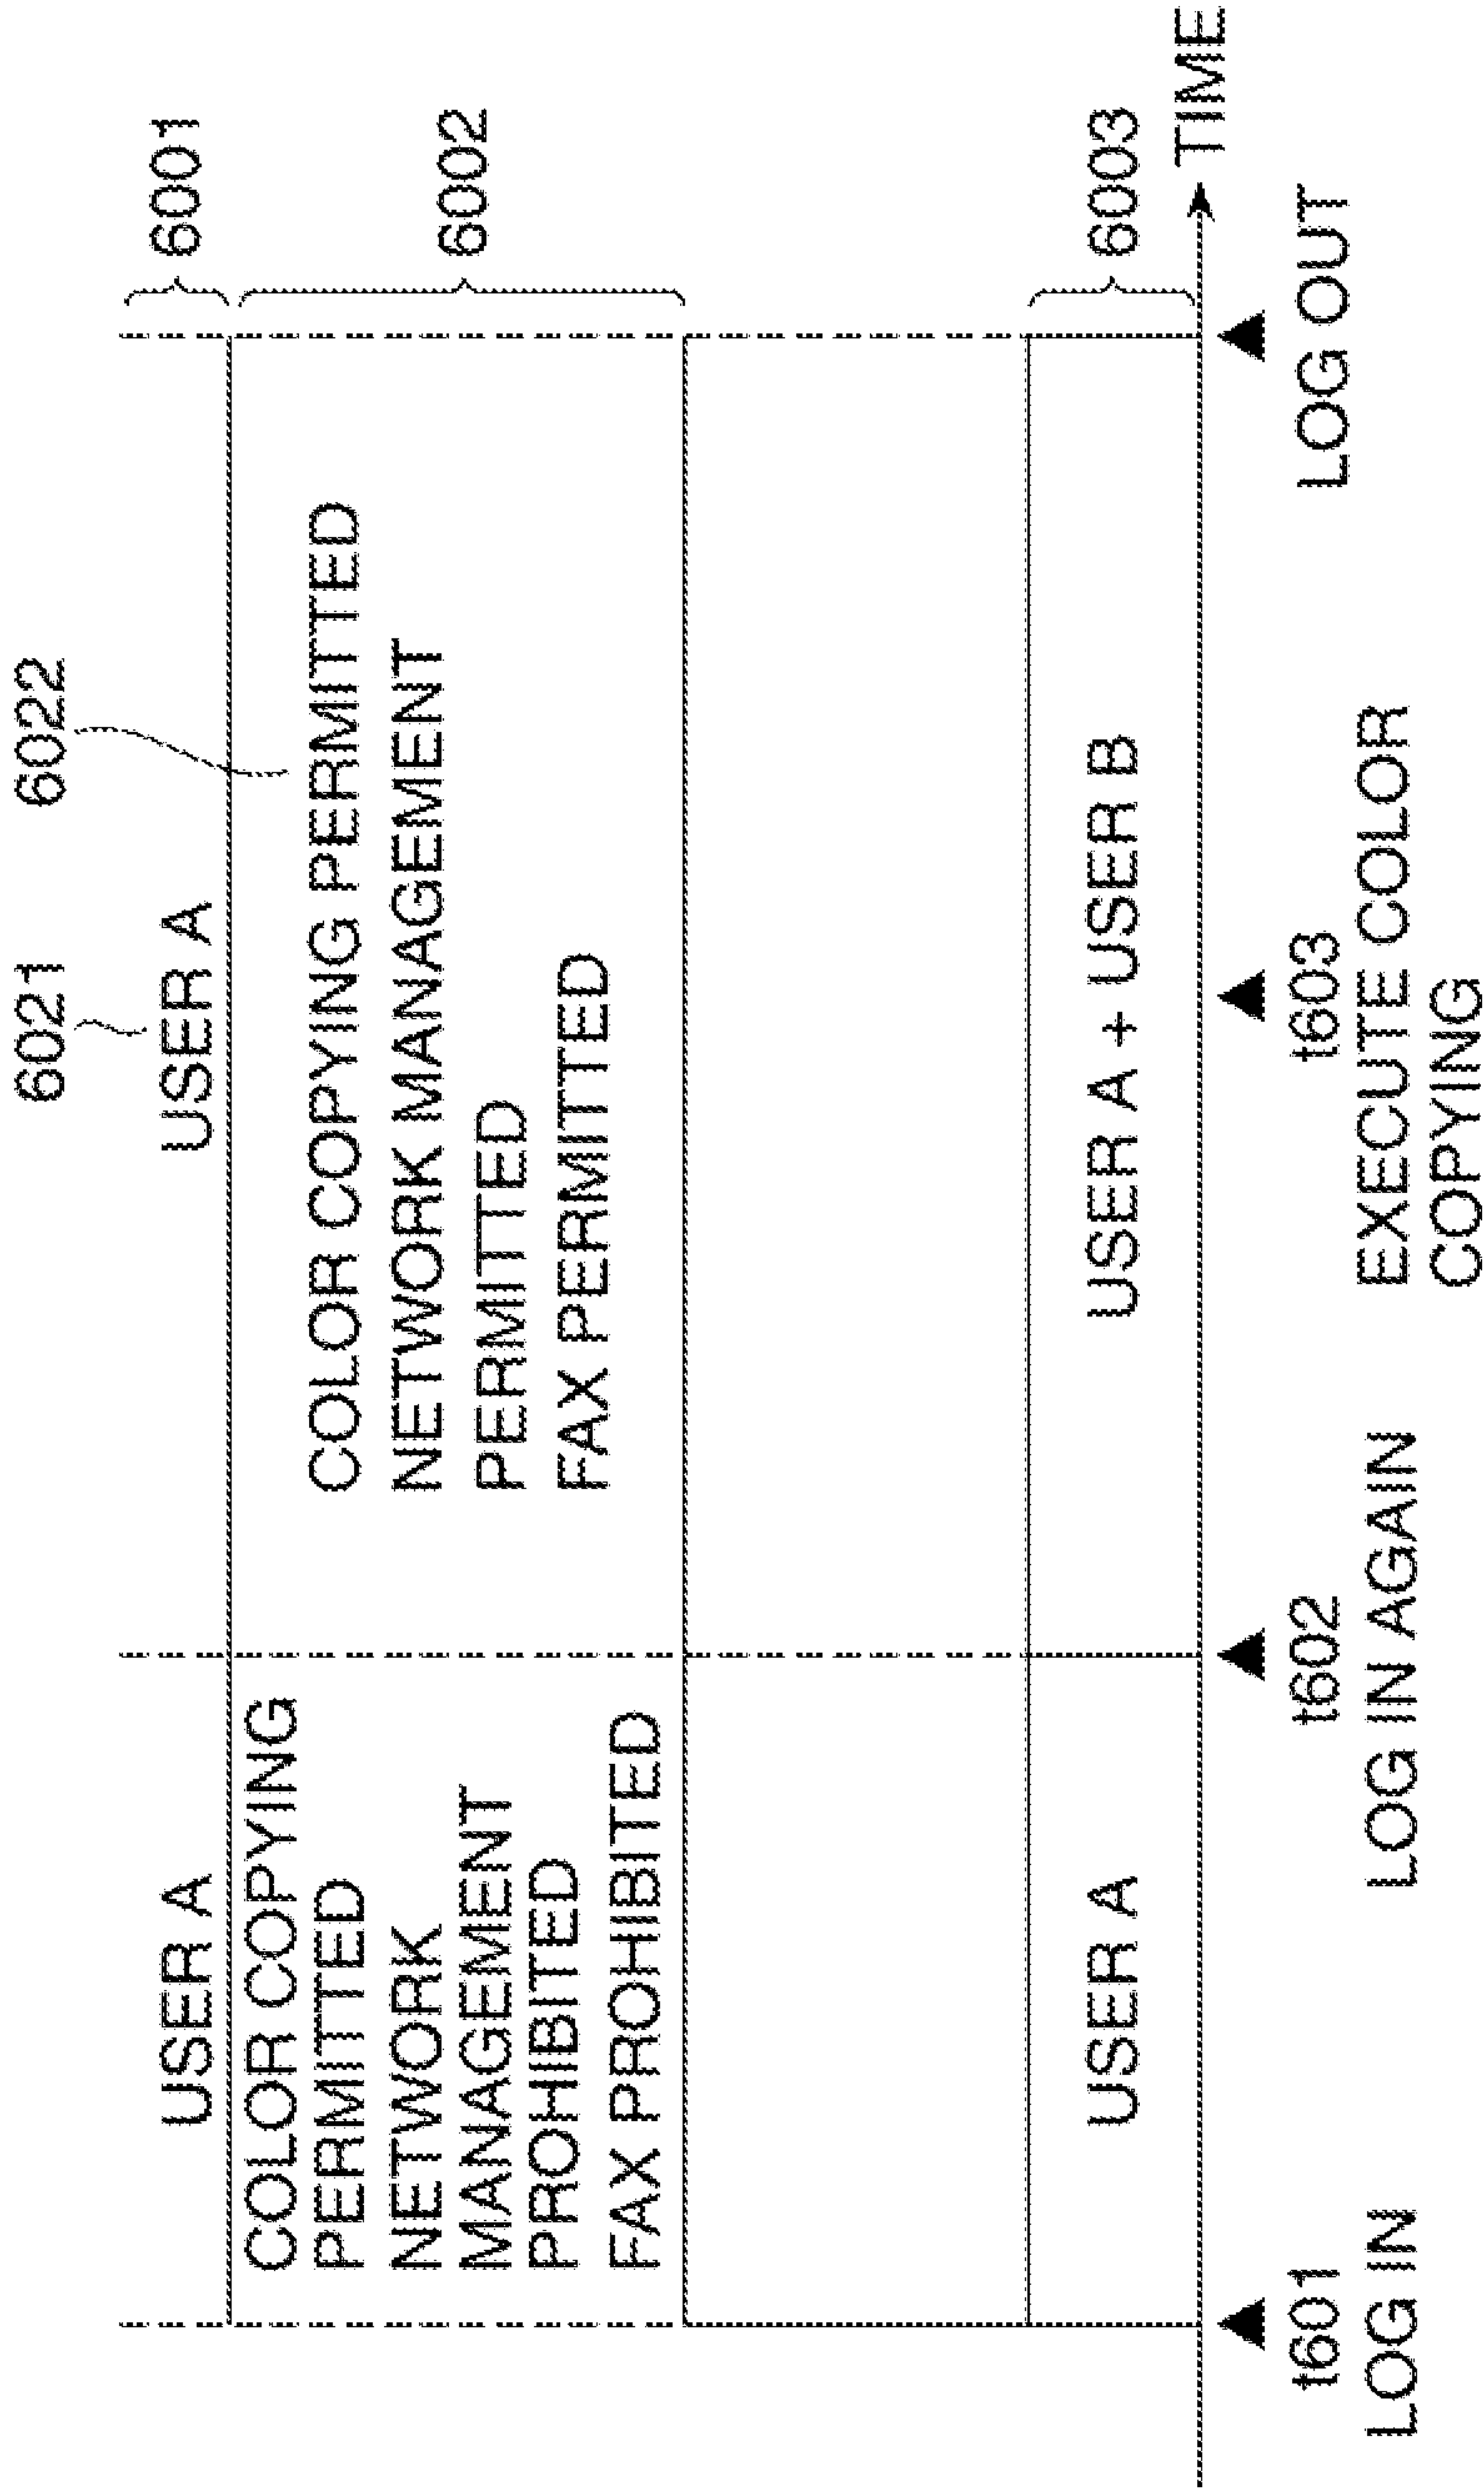 6021
6022
USER A
USER A
6001
COLOR COPYING
PERMITTED
NETWORK
MANAGEMENT
PROHIBITED
FAX PROHIBITED
COLOR COPYING PERMITTED
NETWORK MANAGEMENT
PERMITTED
FAX PERMITTED
6002
USER A
USER A + USER B
6003
TIME
t601
LOG IN
t602
LOG IN AGAIN
t603
EXECUTE COLOR
COPYING
LOG OUT